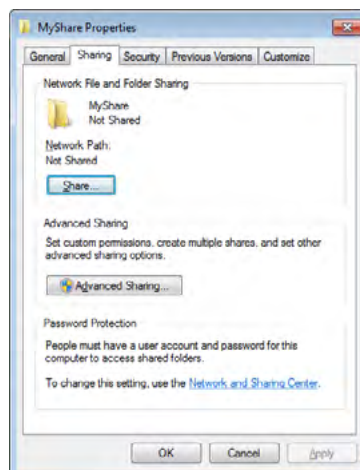 MyShare Properties
General Sharing Security Previous Versions Customize
Network File and Folder Sharing
MyShare
Not Shared
Network Path:
Not Shared
Share...
Advanced Sharing
Set custom permissions, create multiple shares, and set other
advanced sharing options.
Advanced Sharing...
Password Protection
People must have a user account and password for this
computer to access shared folders.
To change this setting, use the Network and Sharing Center.
OK Cancel Apply